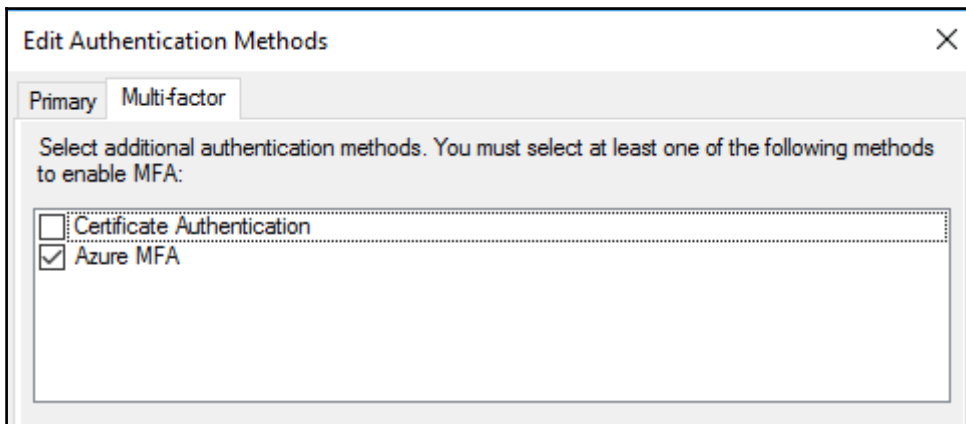 Edit Authentication Methods
Primary Multi-factor
Select additional authentication methods. You must select at least one of the following methods
to enable MFA:
Certificate Authentication
Azure MFA